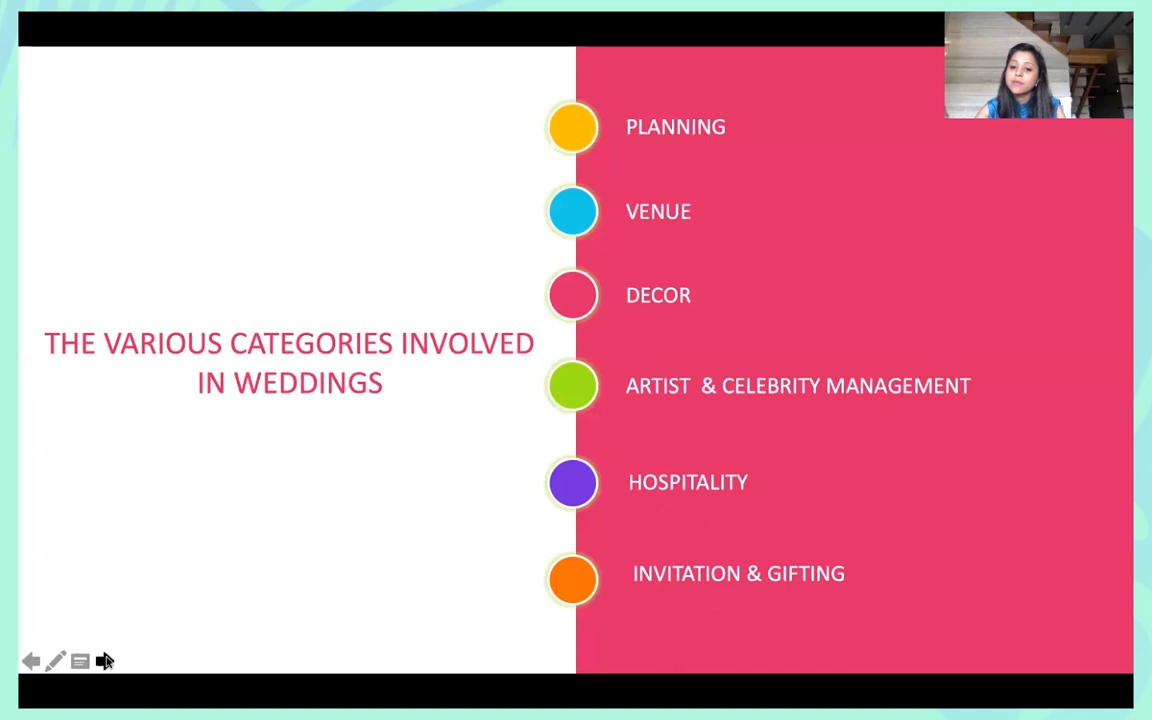 THE VARIOUS CATEGORIES INVOLVED
IN WEDDINGS
PLANNING
VENUE
DECOR
ARTIST & CELEBRITY MANAGEMENT
HOSPITALITY
INVITATION & GIFTING